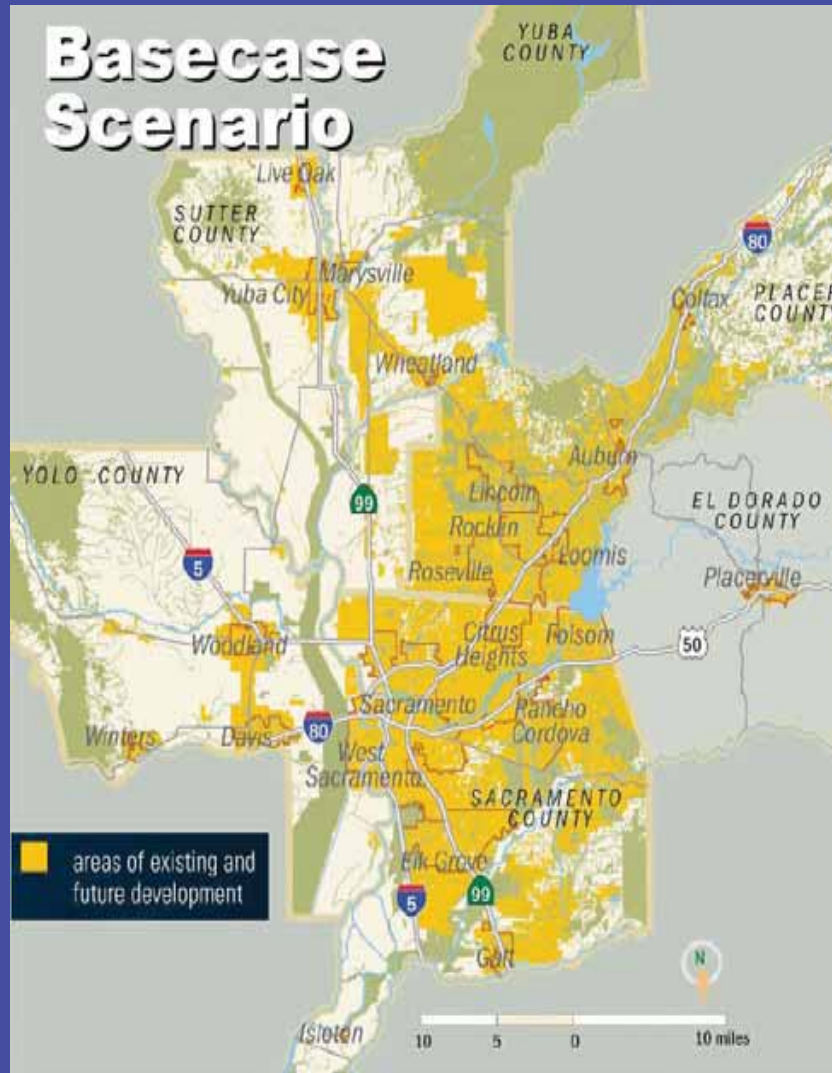 Basecase
Scenario
YUBA
COUNTY
Live Oak
SUTTER
COUNTY
80
Marysville
Yuba City
Colfax
PLACER
COUNTY
Wheatland
Auburn
YOLO COUNTY
Lincoln
EL DORADO
COUNTY
99
Rocklin
Loomis
5
Roseville
Placerville
Woodland
Citrus
Heights
Folsom
50
Sacramento
Rancho
Cordova
Winters
Davis
80
West
Sacramento
SACRAMENTO
COUNTY
areas of existing and
future development
Elk Grove
5
99
Galt
N
Isleton
10 5 0 10 miles